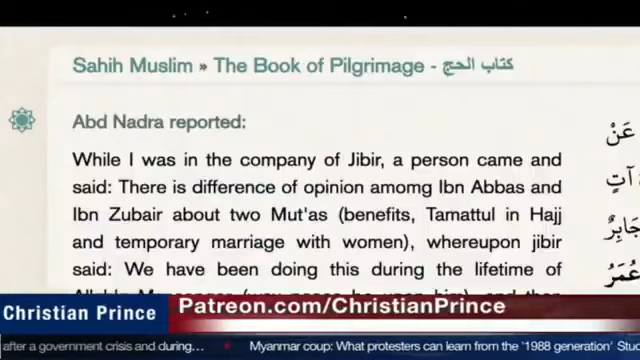 Sahih Muslim » The Book of Pilgrimage - كتاب الحج
Abd Nadra reported:
While I was in the company of Jibir, a person came and
said: There is difference of opinion amomg Ibn Abbas and
Ibn Zubair about two Mut'as (benefits, Tamattul in Hajj
and temporary marriage with women), whereupon jibir
said: We have been doing this during the lifetime of
عَنْ
آتٍ
جَابِرٌ
عُمَرُ
Christian Prince
Patreon.com/ChristianPrince
after a government crisis and during...
Myanmar coup: What protesters can learn from the '1988 generation'